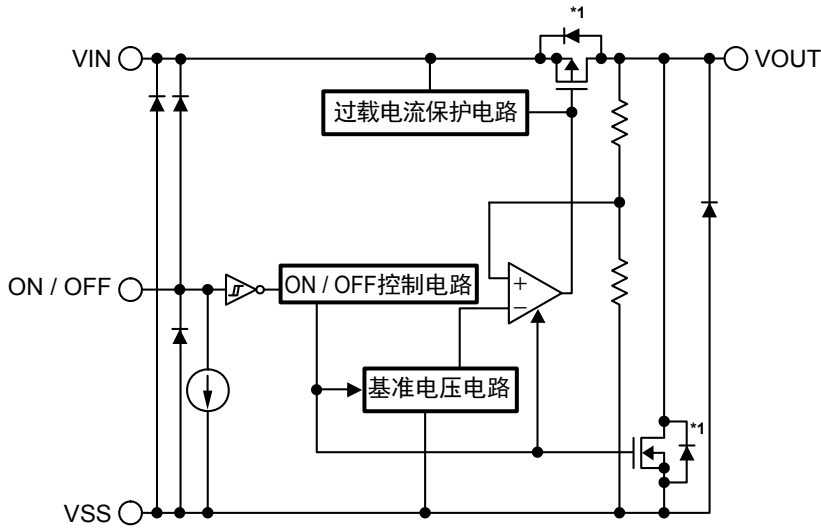 *1
VIN
VOUT
过载电流保护电路
ON / OFF
ON / OFF控制电路
+
−
基准电压电路
*1
VSS